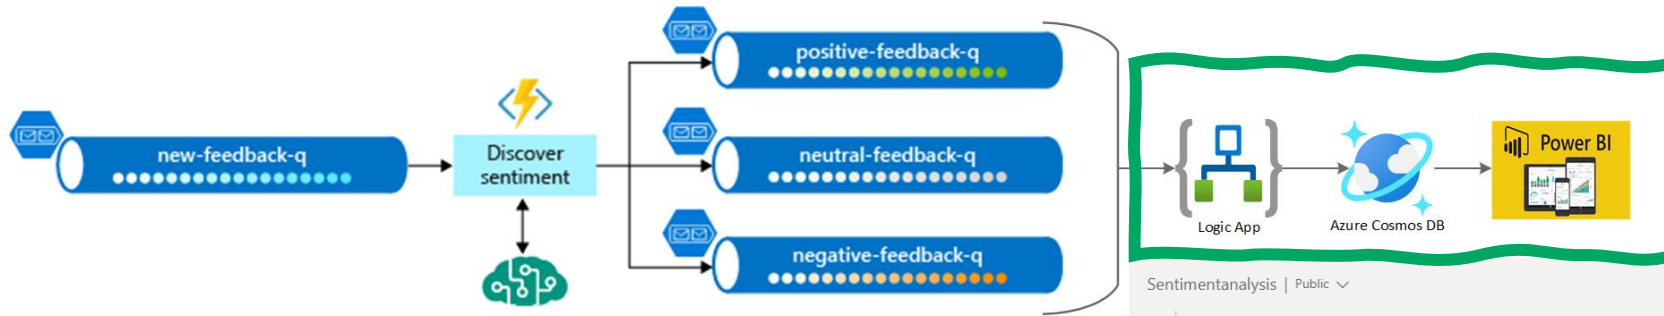 new-feedback-q
Discover
sentiment
positive-feedback-q
neutral-feedback-q
negative-feedback-q
Logic App
Azure Cosmos DB
Power BI
Sentimentanalysis | Public